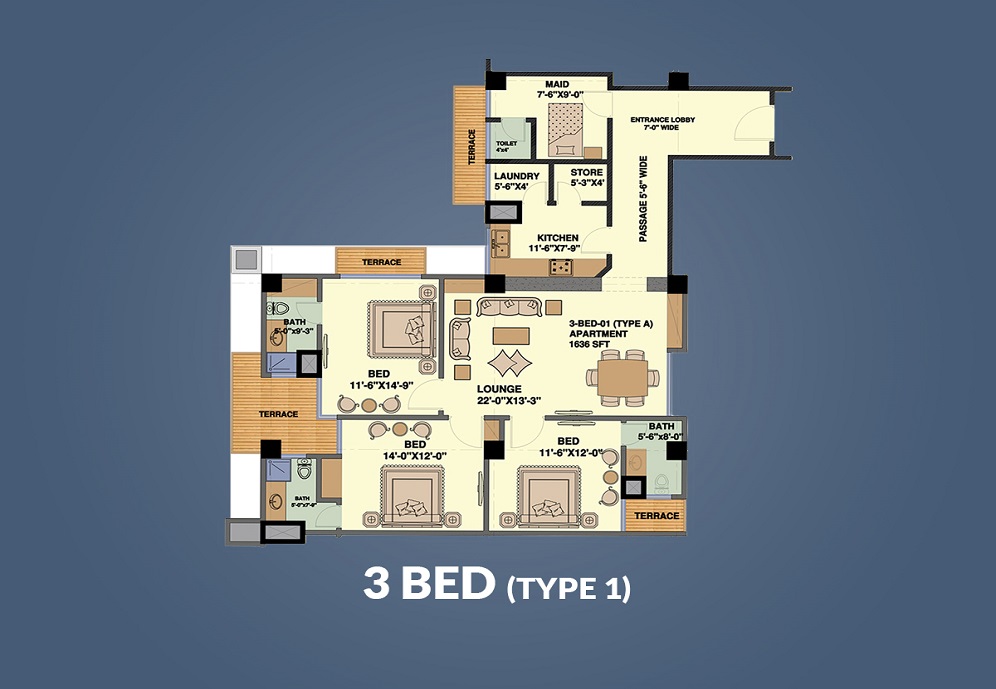 MAID
7'-6"X9'-0"
ENTRANCE LOBBY
7'-0" WIDE
TERRACE
TOILET
4'x4'
PASSAGE 5'-6" WIDE
LAUNDRY
5'-6"X4'
STORE
5'-3"X4'
KITCHEN
11'-6"X7'-9"
TERRACE
BATH
5'-0"x9'-3"
3-BED-01 (TYPE A)
APARTMENT
1636 SFT
BED
11'-6"X14'-9"
LOUNGE
22'-0"X13'-3"
TERRACE
BED
14'-0"X12'-0"
BED
11'-6"X12'-0"
BATH
5'-6"x8'-0"
BATH
TERRACE
3 BED (TYPE 1)